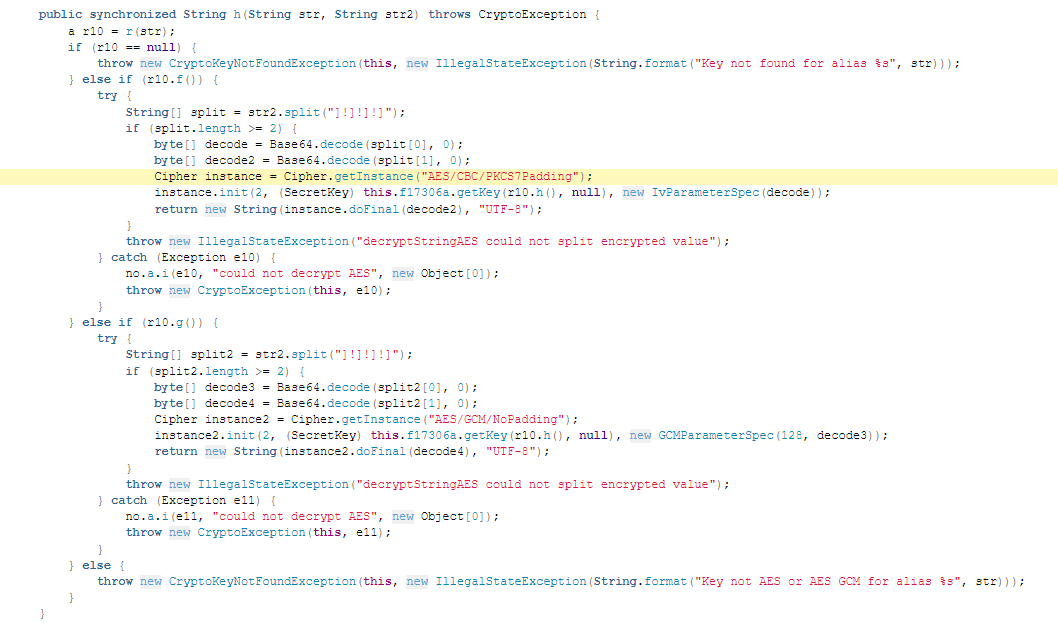 public synchronized String h(String str, String str2) throws CryptoException {
a r10 = r(str);
if (r10 == null) {
throw new CryptoKeyNotFoundException(this, new IllegalStateException(String.format("Key not found for alias %s", str)));
} else if (r10.f()) {
try {
String[] split = str2.split("]!]!]!]");
if (split.length >= 2) {
byte[] decode = Base64.decode(split[0], 0);
byte[] decode2 = Base64.decode(split[1], 0);
Cipher instance = Cipher.getInstance("AES/CBC/PKCS7Padding");
instance.init(2, (SecretKey) this.f17306a.getKey(r10.h(), null), new IvParameterSpec(decode));
return new String(instance.doFinal(decode2), "UTF-8");
}
throw new IllegalStateException("decryptStringAES could not split encrypted value");
} catch (Exception e10) {
no.a.i(e10, "could not decrypt AES", new Object[0]);
throw new CryptoException(this, e10);
}
} else if (r10.g()) {
try {
String[] split2 = str2.split("]!]!]!]");
if (split2.length >= 2) {
byte[] decode3 = Base64.decode(split2[0], 0);
byte[] decode4 = Base64.decode(split2[1], 0);
Cipher instance2 = Cipher.getInstance("AES/GCM/NoPadding");
instance2.init(2, (SecretKey) this.f17306a.getKey(r10.h(), null), new GCMParameterSpec(128, decode3));
return new String(instance2.doFinal(decode4), "UTF-8");
}
throw new IllegalStateException("decryptStringAES could not split encrypted value");
} catch (Exception e11) {
no.a.i(e11, "could not decrypt AES", new Object[0]);
throw new CryptoException(this, e11);
}
} else {
throw new CryptoKeyNotFoundException(this, new IllegalStateException(String.format("Key not AES or AES GCM for alias %s", str)));
}
}